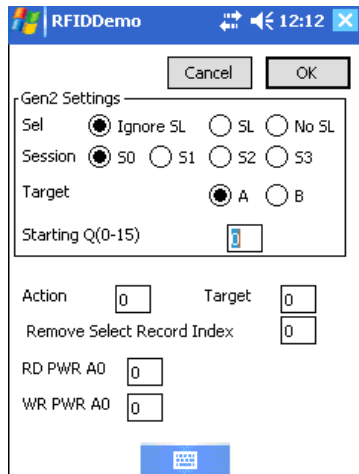 RFIDDemo 12:12
Cancel OK
Gen2 Settings
Sel Ignore SL SL No SL
Session S0 S1 S2 S3
Target A B
Starting Q(0-15) 0
Action 0 Target 0
Remove Select Record Index 0
RD PWR A0 0
WR PWR A0 0